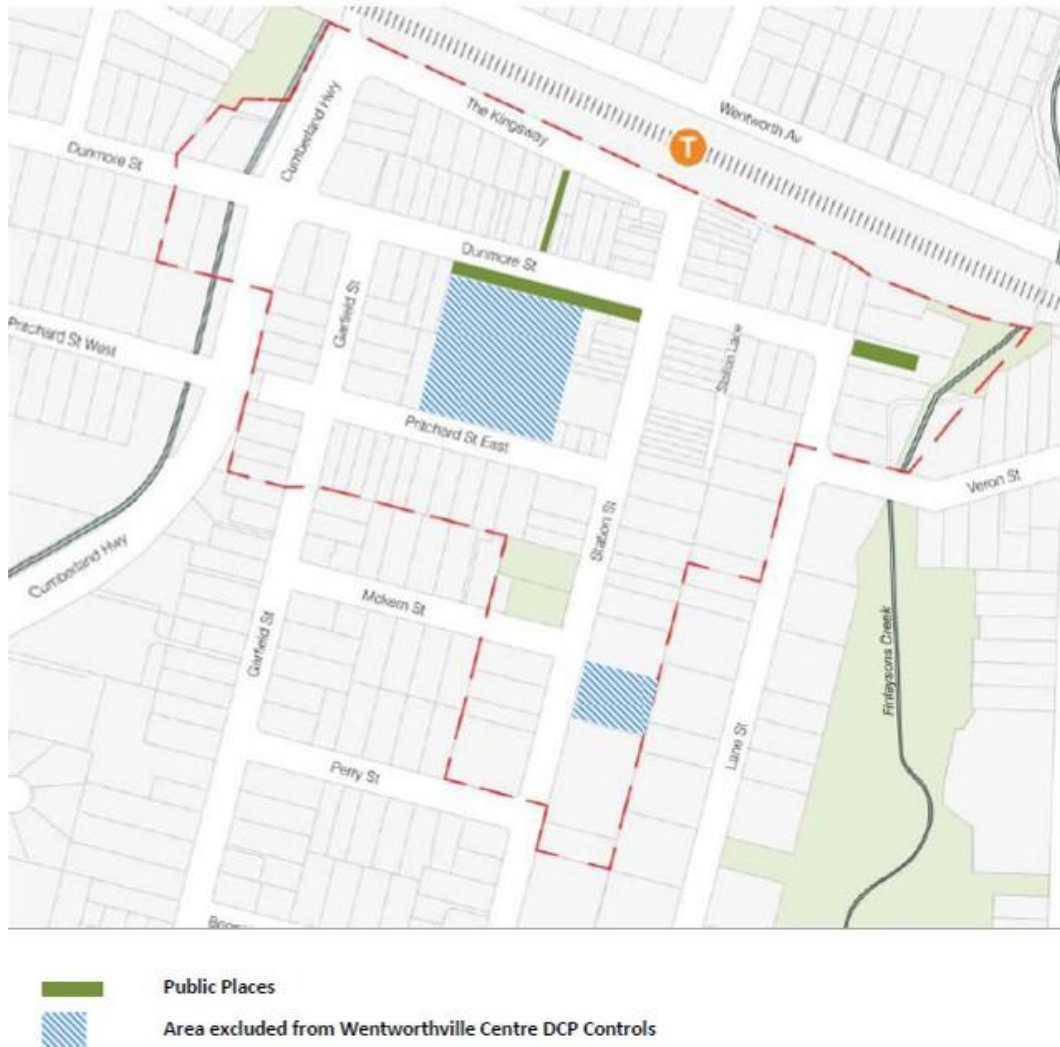 Wentworth Av
The Kingsway
Cumberland Hwy
T
Dunmore St
Dunmore St
Garfield St
Station Lane
Pritchard St West
Pritchard St East
Veron St
Station St
Cumberland Hwy
Mckern St
Garfield St
Finlaysons Creek
Lane St
Perry St
Public Places
Area excluded from Wentworthville Centre DCP Controls